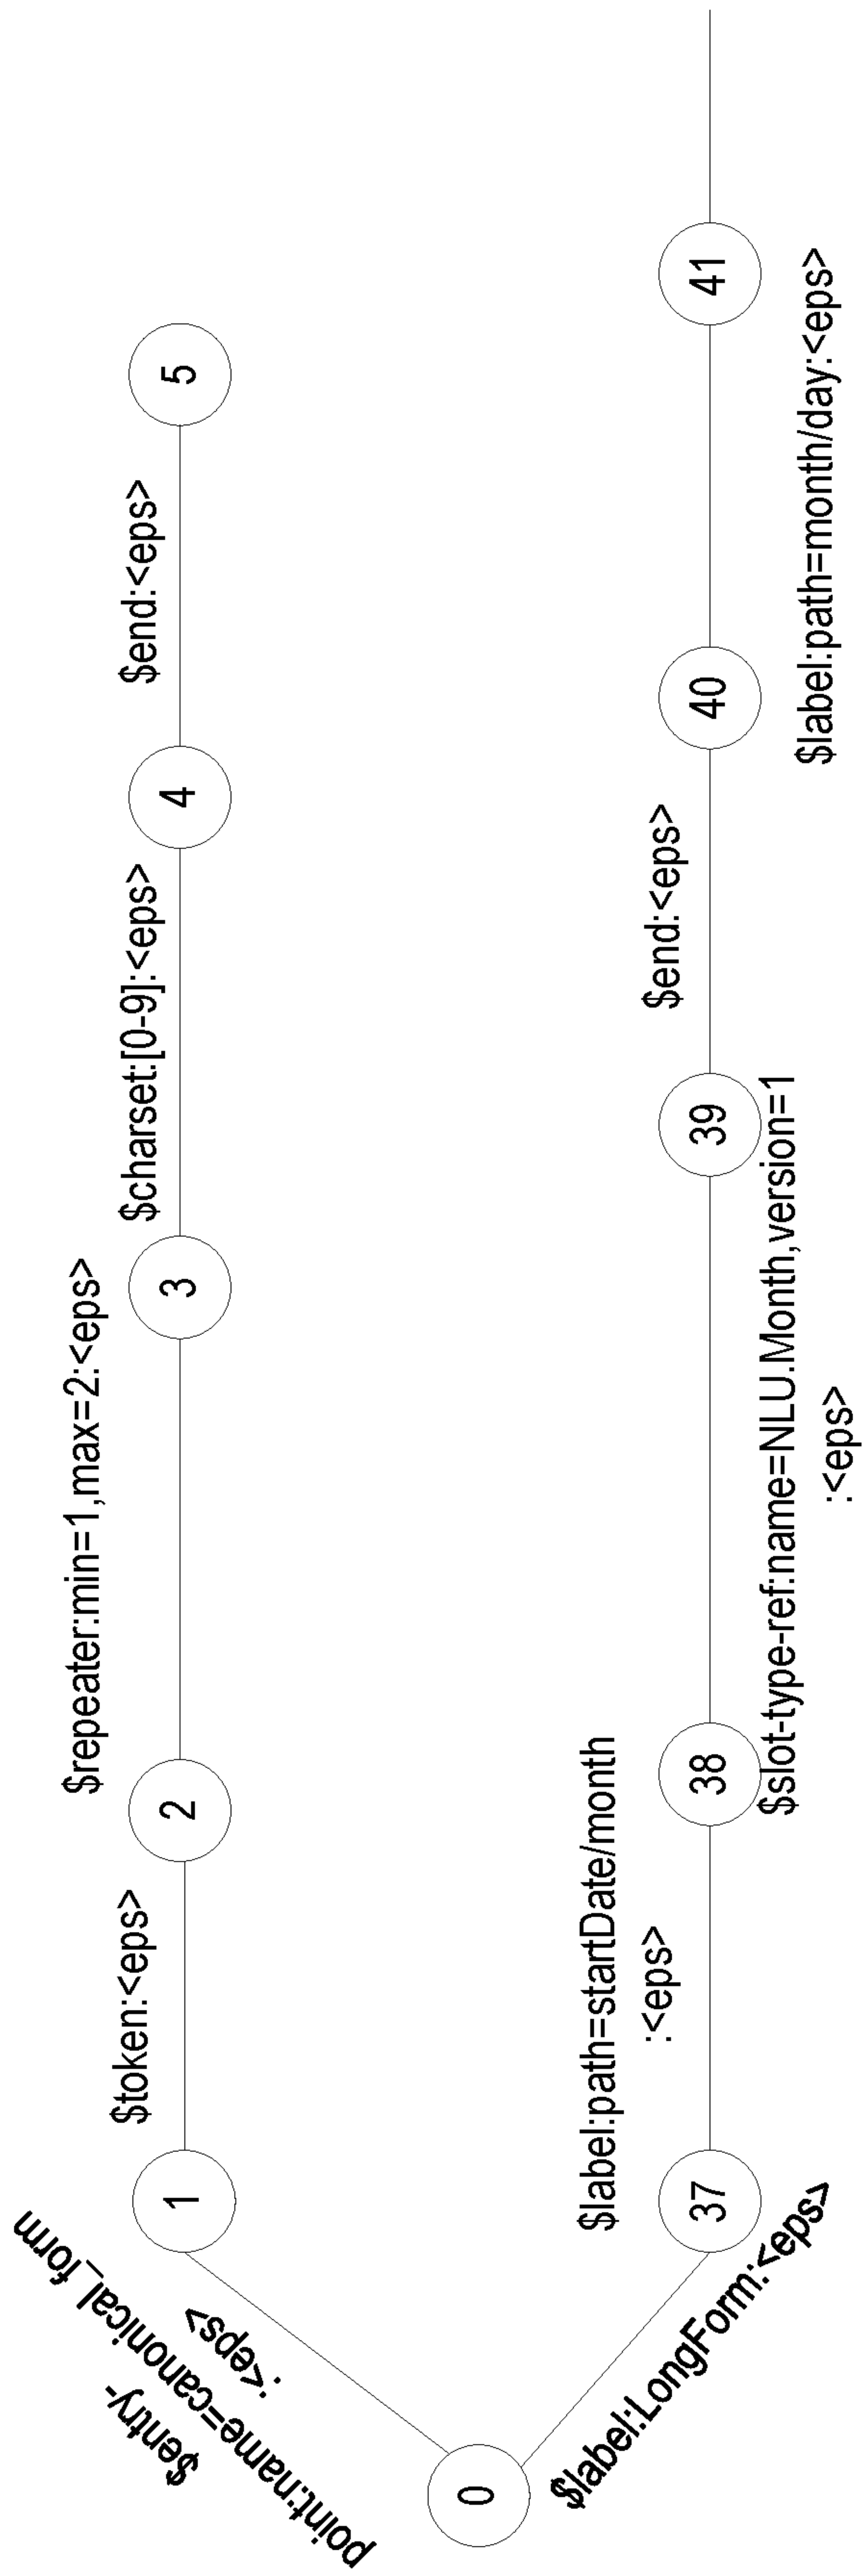 $entry-
point:name=canonical_form
:<eps>
1
$token:<eps>
2
$repeater:min=1,max=2:<eps>
3
$charset:[0-9]:<eps>
4
$end:<eps>
5
0
$label:LongForm:<eps>
37
$label:path=startDate/month
:<eps>
38
$slot-type-ref:name=NLU.Month,version=1
:<eps>
39
$end:<eps>
40
$label:path=month/day:<eps>
41